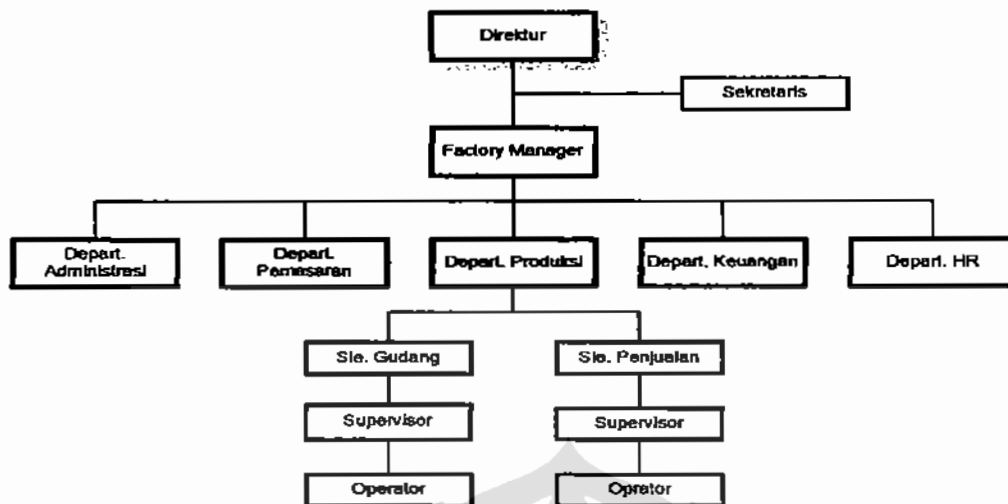 Direktur
Sekretaris
Factory Manager
Depart.
Administrasi
Depart.
Pemasaran
Depart. Produksi
Depart. Keuangan
Depart. HR
Sie. Gudang
Sie. Penjualan
Supervisor
Supervisor
Operator
Oprator